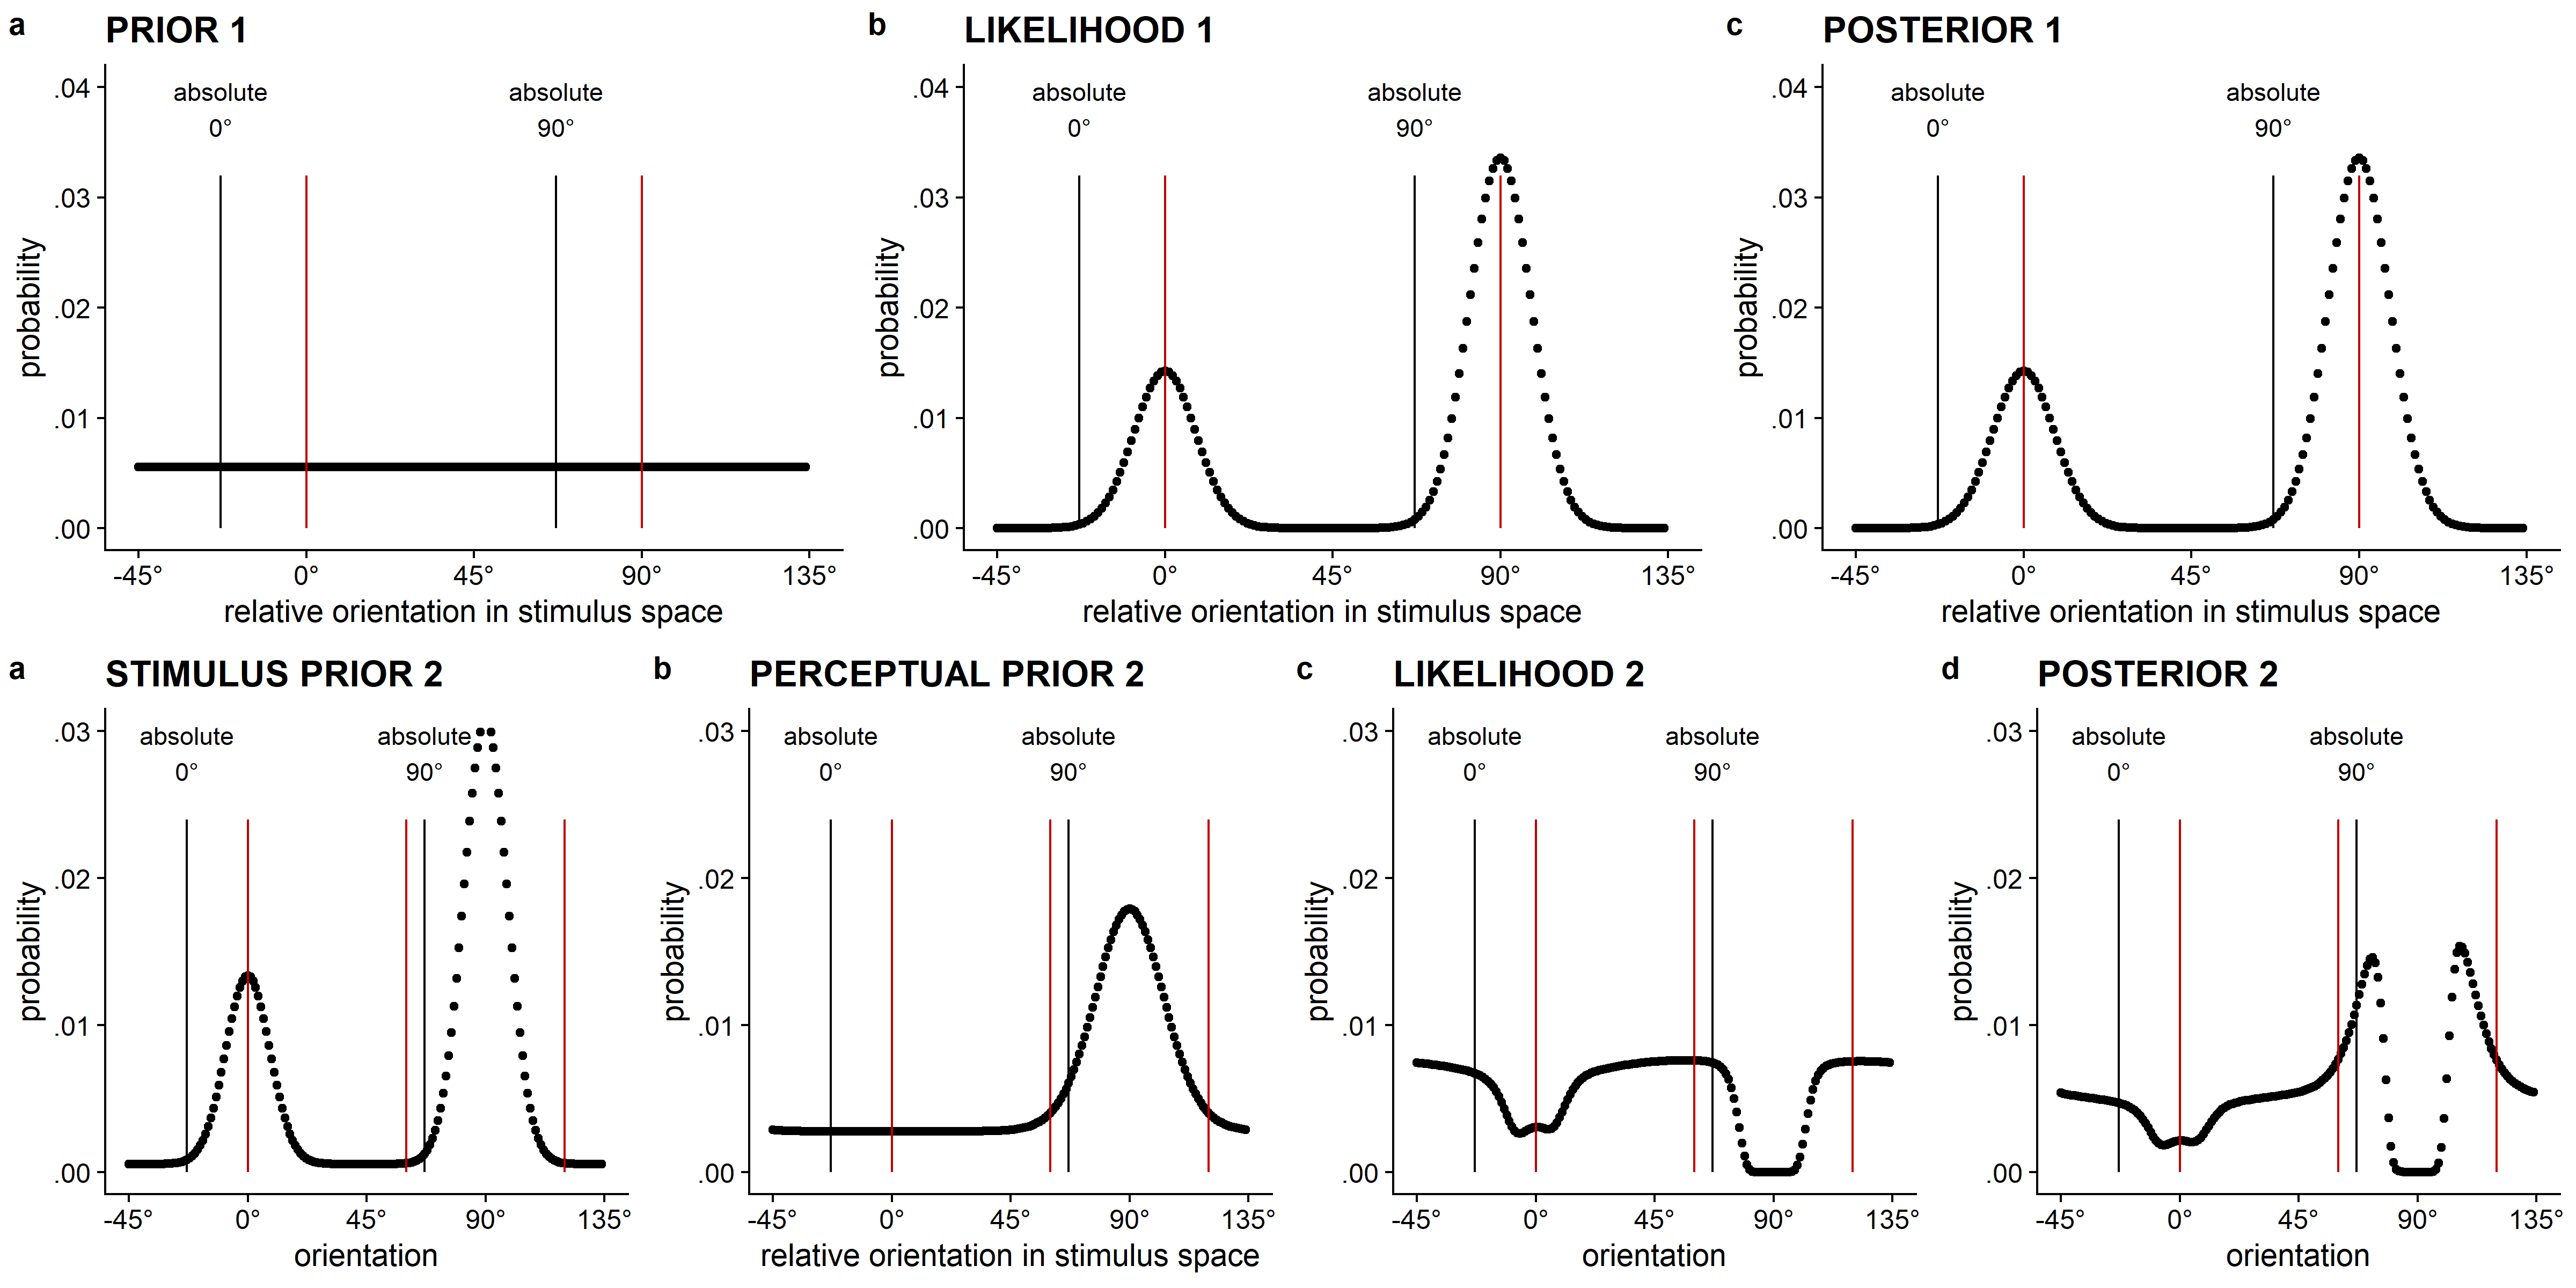 a PRIOR 1
absolute absolute
0° 90°
.04
.03
.02
.01
.00
probability
-45° 0° 45° 90° 135°
relative orientation in stimulus space
b LIKELIHOOD 1
absolute absolute
0° 90°
.04
.03
.02
.01
.00
probability
-45° 0° 45° 90° 135°
relative orientation in stimulus space
c POSTERIOR 1
absolute absolute
0° 90°
.04
.03
.02
.01
.00
probability
-45° 0° 45° 90° 135°
relative orientation in stimulus space
a STIMULUS PRIOR 2
absolute absolute
0° 90°
.03
.02
.01
.00
probability
-45° 0° 45° 90° 135°
orientation
b PERCEPTUAL PRIOR 2
absolute absolute
0° 90°
.03
.02
.01
.00
probability
-45° 0° 45° 90° 135°
relative orientation in stimulus space
c LIKELIHOOD 2
absolute absolute
0° 90°
.03
.02
.01
.00
probability
-45° 0° 45° 90° 135°
orientation
d POSTERIOR 2
absolute absolute
0° 90°
.03
.02
.01
.00
probability
-45° 0° 45° 90° 135°
orientation